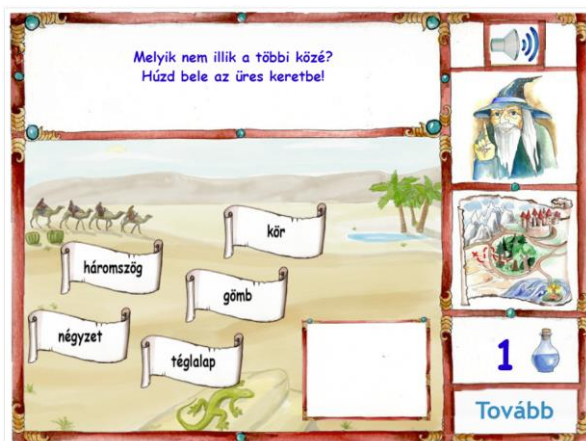 Melyik nem illik a többi közé?
Húzd bele az üres keretbe!
kör
háromszög
gömb
négyzet
téglalap
1
Tovább